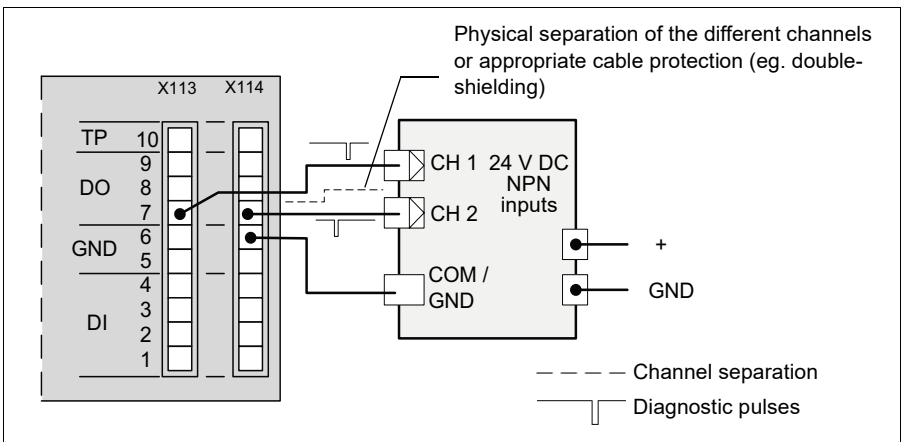 Physical separation of the different channels
or appropriate cable protection (eg. double-
shielding)
X113 X114
TP 10
9
DO 8
7
GND 6
5
4
DI 3
2
1
CH 1 24 V DC
NPN
inputs
CH 2
COM /
GND
+
GND
Channel separation
Diagnostic pulses